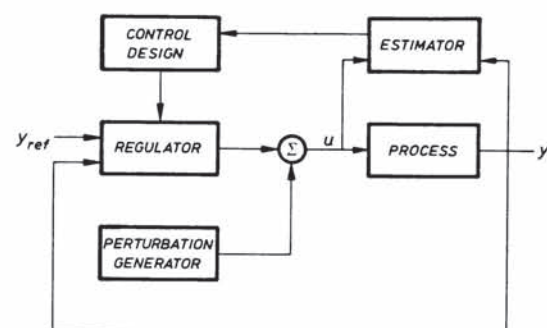 CONTROL
DESIGN
ESTIMATOR
y_ref
REGULATOR
Σ
u
PROCESS
y
PERTURBATION
GENERATOR